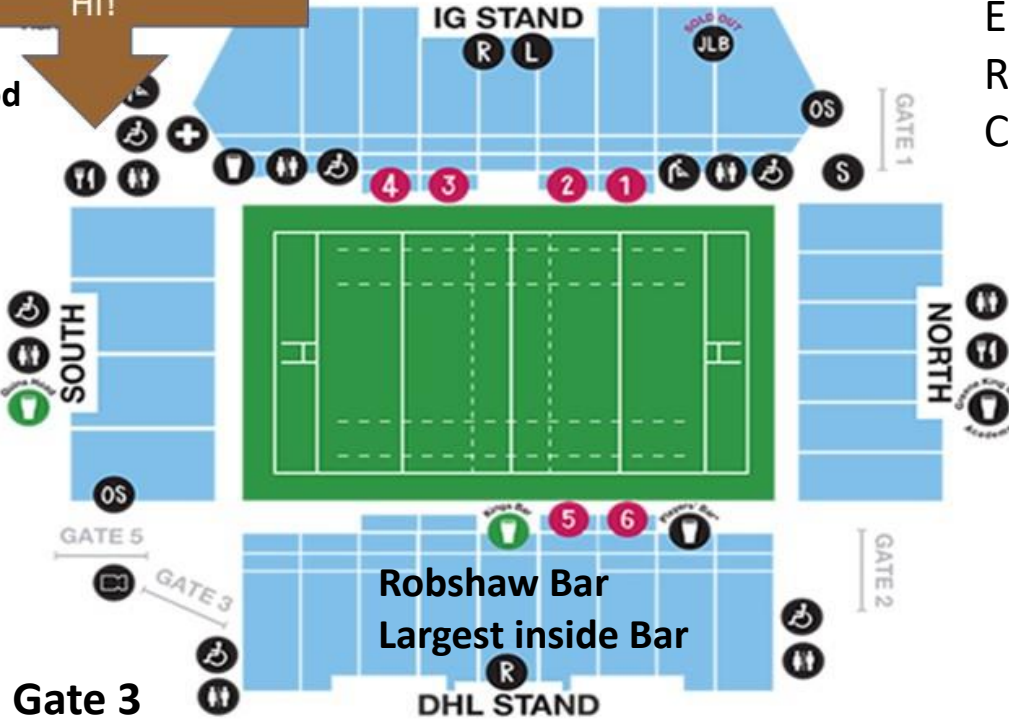 HI!
IG STAND
R
L
SOLD OUT
JLB
E
R
C
OS
GATE 1
S
4
3
2
1
SOUTH
NORTH
OS
GATE 5
GATE 3
Kings Bar
5
6
Players' Bar
GATE 2
Robshaw Bar
Largest inside Bar
R
DHL STAND
Gate 3